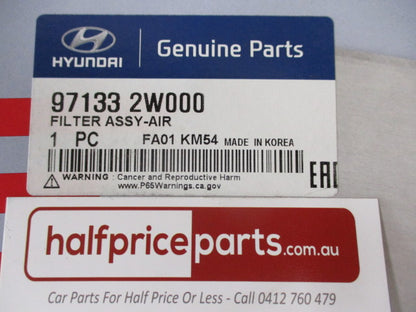 HYUNDAI
Genuine Parts
97133 2W000
FILTER ASSY-AIR
1 PC FA01 KM54 MADE IN KOREA
WARNING : Cancer and Reproductive Harm
www.P65Warnings.ca.gov
EAC
halfpriceparts.com.au
Car Parts For Half Price Or Less - Call 0412 760 479